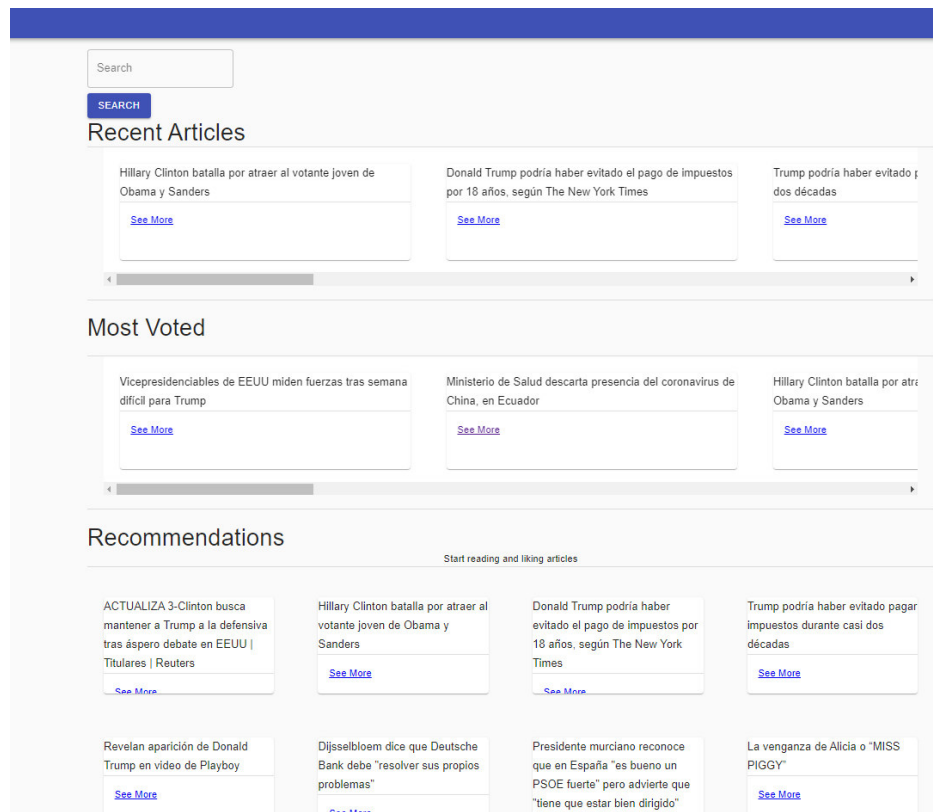 Search
SEARCH
Recent Articles
Hillary Clinton batalla por atraer al votante joven de
Obama y Sanders
See More
Donald Trump podría haber evitado el pago de impuestos
por 18 años, según The New York Times
See More
Trump podría haber evitado
dos décadas
See More
Most Voted
Vicepresidenciables de EEUU miden fuerzas tras semana
difícil para Trump
See More
Ministerio de Salud descarta presencia del coronavirus de
China, en Ecuador
See More
Hillary Clinton batalla por atra
Obama y Sanders
See More
Recommendations
Start reading and liking articles
ACTUALIZA 3-Clinton busca
mantener a Trump a la defensiva
tras áspero debate en EEUU |
Titulares | Reuters
See More
Hillary Clinton batalla por atraer al
votante joven de Obama y
Sanders
See More
Donald Trump podría haber
evitado el pago de impuestos por
18 años, según The New York
Times
See More
Trump podría haber evitado pagar
impuestos durante casi dos
décadas
See More
Revelan aparición de Donald
Trump en video de Playboy
See More
Dijsselbloem dice que Deutsche
Bank debe "resolver sus propios
problemas"
See More
Presidente murciano reconoce
que en España "es bueno un
PSOE fuerte" pero advierte que
"tiene que estar bien dirigido"
La venganza de Alicia o “MISS
PIGGY”
See More